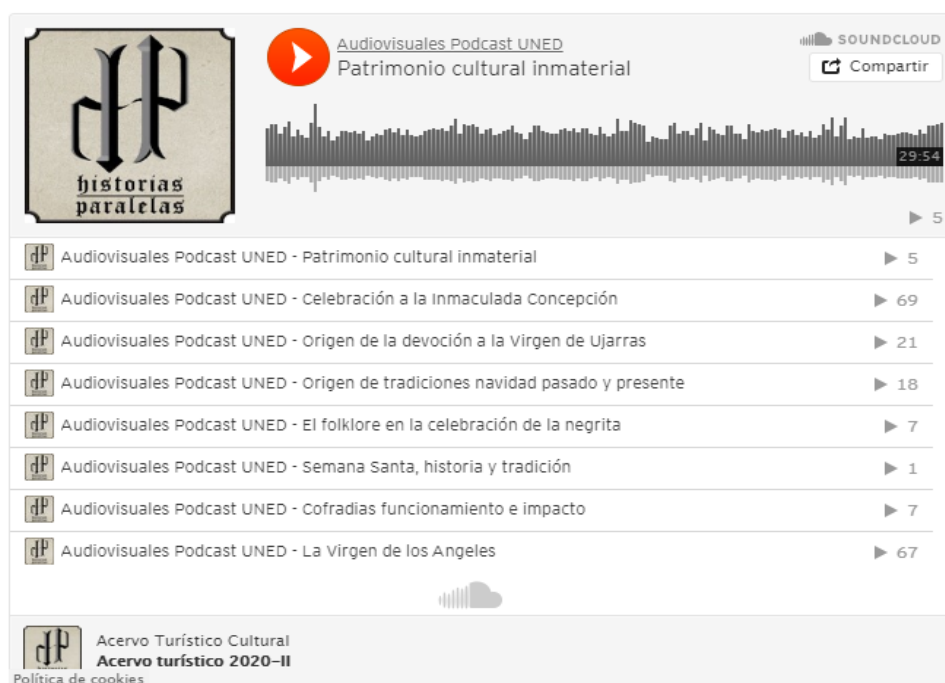 dP
historias
paralelas
Audiovisuales Podcast UNED
Patrimonio cultural inmaterial
SOUNDCLOUD
Compartir
29:54
5
Audiovisuales Podcast UNED - Patrimonio cultural inmaterial 5
Audiovisuales Podcast UNED - Celebración a la Inmaculada Concepción 69
Audiovisuales Podcast UNED - Origen de la devoción a la Virgen de Ujarras 21
Audiovisuales Podcast UNED - Origen de tradiciones navidad pasado y presente 18
Audiovisuales Podcast UNED - El folklore en la celebración de la negrita 7
Audiovisuales Podcast UNED - Semana Santa, historia y tradición 1
Audiovisuales Podcast UNED - Cofradias funcionamiento e impacto 7
Audiovisuales Podcast UNED - La Virgen de los Angeles 67
Acervo Turístico Cultural
Acervo turístico 2020-II
Política de cookies